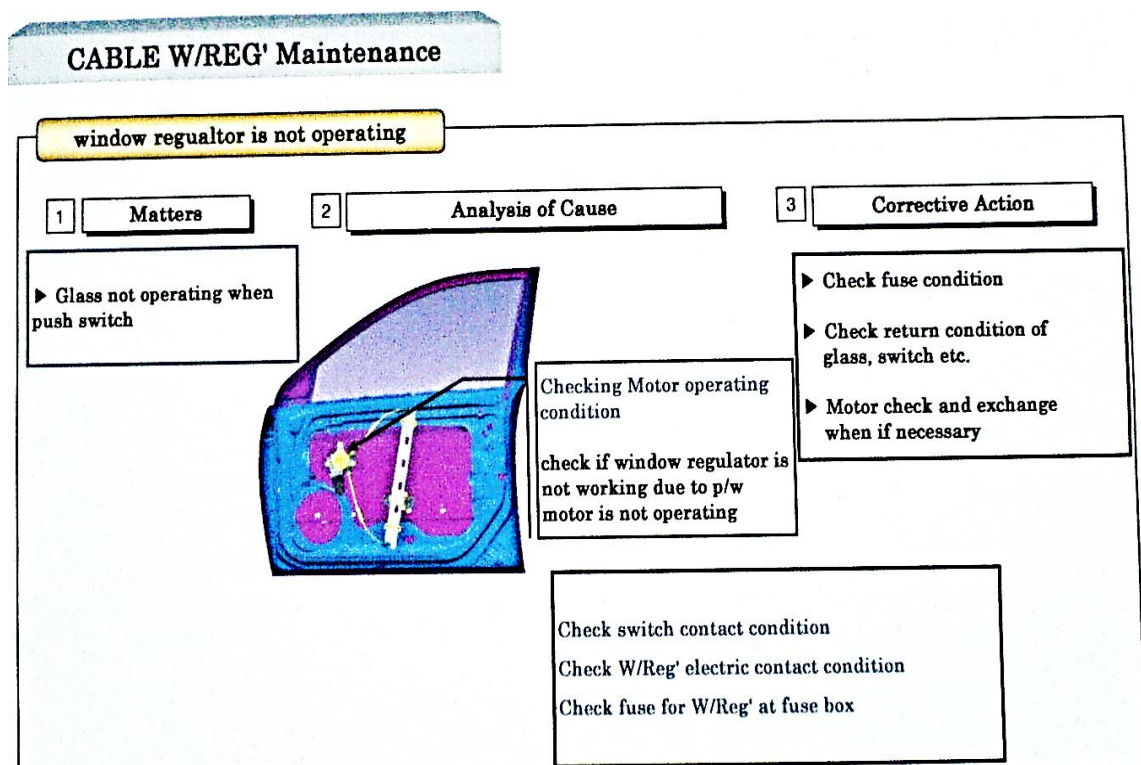 CABLE W/REG' Maintenance
window regualtor is not operating
1 Matters
▶ Glass not operating when
push switch
2 Analysis of Cause
Checking Motor operating
condition
check if window regulator is
not working due to p/w
motor is not operating
Check switch contact condition
Check W/Reg' electric contact condition
Check fuse for W/Reg' at fuse box
3 Corrective Action
▶ Check fuse condition
▶ Check return condition of
glass, switch etc.
▶ Motor check and exchange
when if necessary